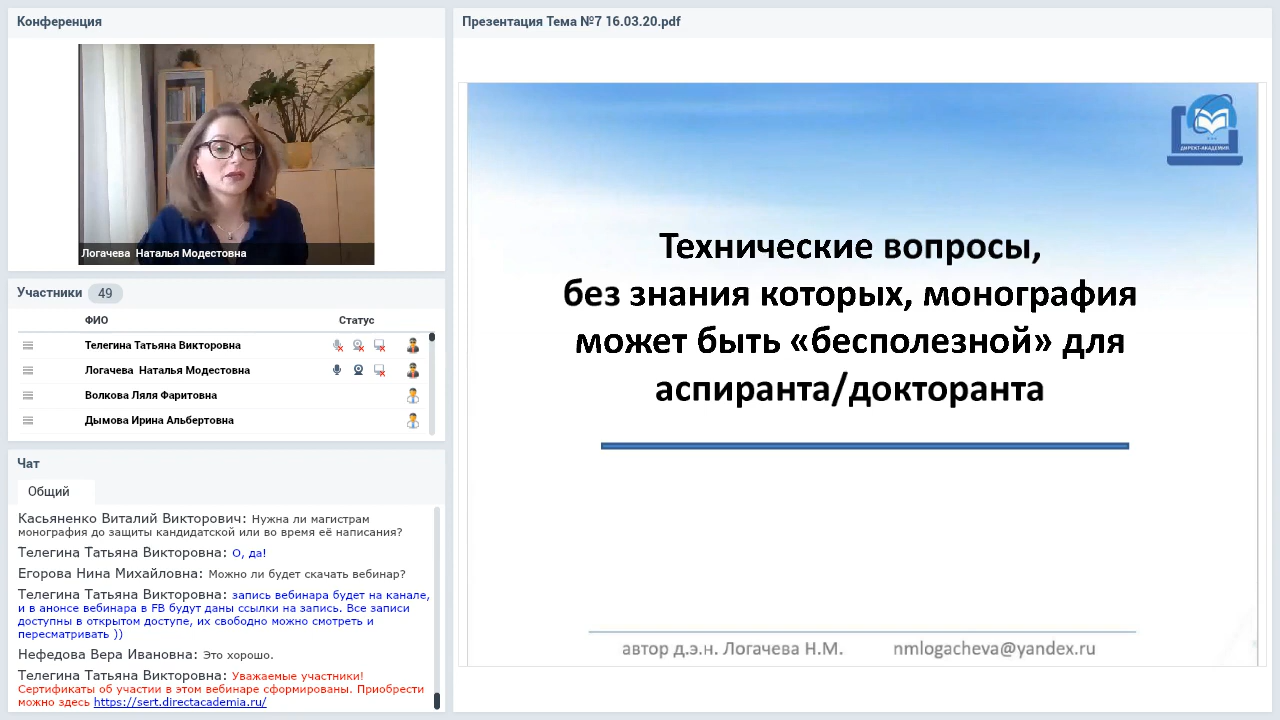 Конференция
Логачева  Наталья Модестовна
Участники 49
ФИО Статус
Телегина Татьяна Викторовна
Логачева  Наталья Модестовна
Волкова Ляля Фаритовна
Дымова Ирина Альбертовна
Чат
Общий
Касьяненко Виталий Викторович: Нужна ли магистрам
монография до защиты кандидатской или во время её написания?
Телегина Татьяна Викторовна: О, да!
Егорова Нина Михайловна: Можно ли будет скачать вебинар?
Телегина Татьяна Викторовна: запись вебинара будет на канале,
и в анонсе вебинара в FB будут даны ссылки на запись. Все записи
доступны в открытом доступе, их свободно можно смотреть и
пересматривать ))
Нефедова Вера Ивановна: Это хорошо.
Телегина Татьяна Викторовна: Уважаемые участники!
Сертификаты об участии в этом вебинаре сформированы. Приобрести
можно здесь https://sert.directacademia.ru/
Презентация Тема №7 16.03.20.pdf
ДИРЕКТ-АКАДЕМИЯ
Технические вопросы,
без знания которых, монография
может быть «бесполезной» для
аспиранта/докторанта
автор д.э.н. Логачева Н.М. nmlogacheva@yandex.ru